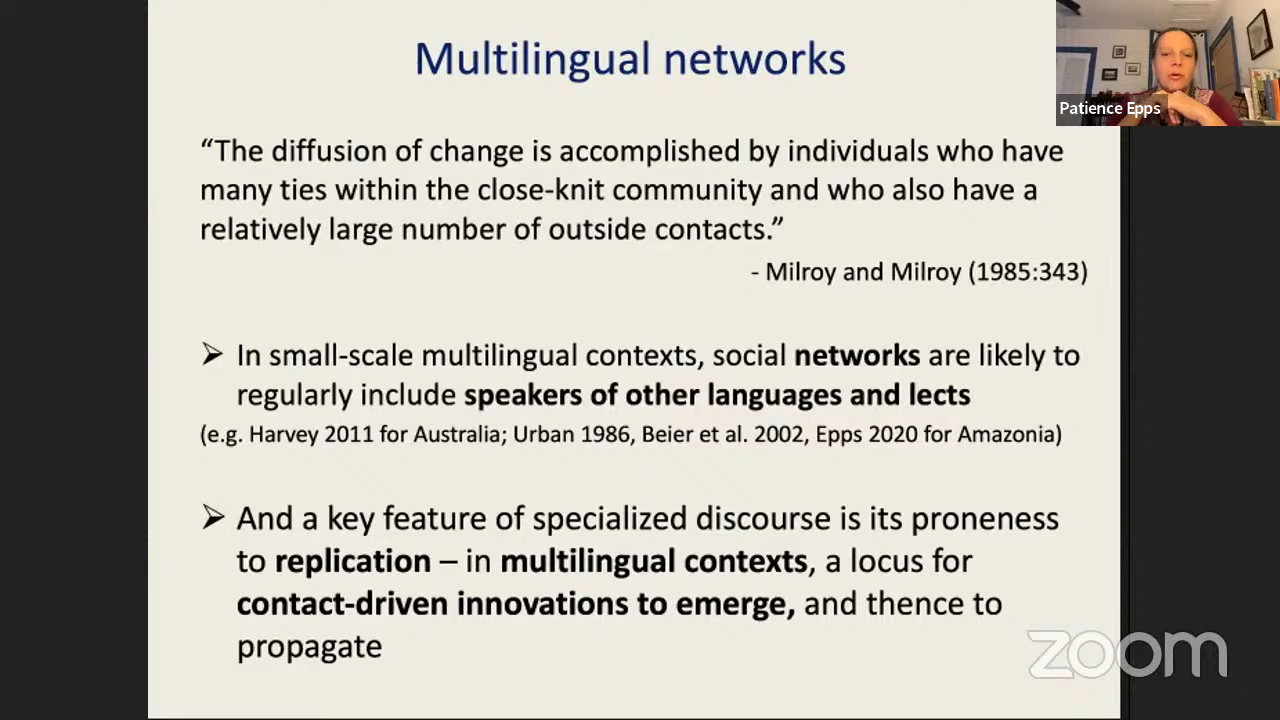 Multilingual networks
Patience Epps
“The diffusion of change is accomplished by individuals who have
many ties within the close-knit community and who also have a
relatively large number of outside contacts.”
- Milroy and Milroy (1985:343)
➢ In small-scale multilingual contexts, social networks are likely to
regularly include speakers of other languages and lects
(e.g. Harvey 2011 for Australia; Urban 1986, Beier et al. 2002, Epps 2020 for Amazonia)
➢ And a key feature of specialized discourse is its proneness
to replication – in multilingual contexts, a locus for
contact-driven innovations to emerge, and thence to
propagate
zoom